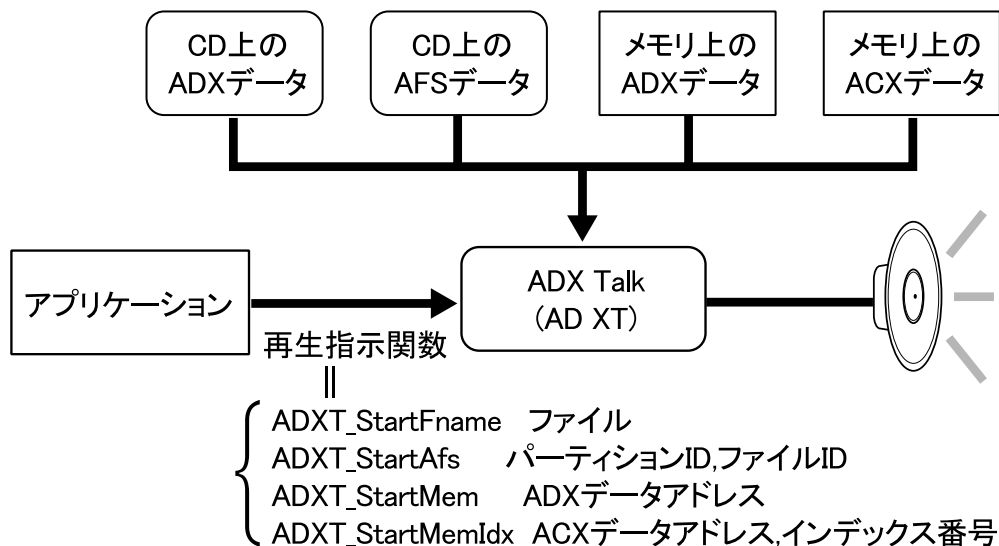 CD上の
ADXデータ
CD上の
AFSデータ
メモリ上の
ADXデータ
メモリ上の
ACXデータ
アプリケーション
ADX Talk
(AD XT)
再生指示関数
ADXT_StartFname ファイル
ADXT_StartAfs パーティションID,ファイルID
ADXT_StartMem ADXデータアドレス
ADXT_StartMemIdx ACXデータアドレス,インデックス番号